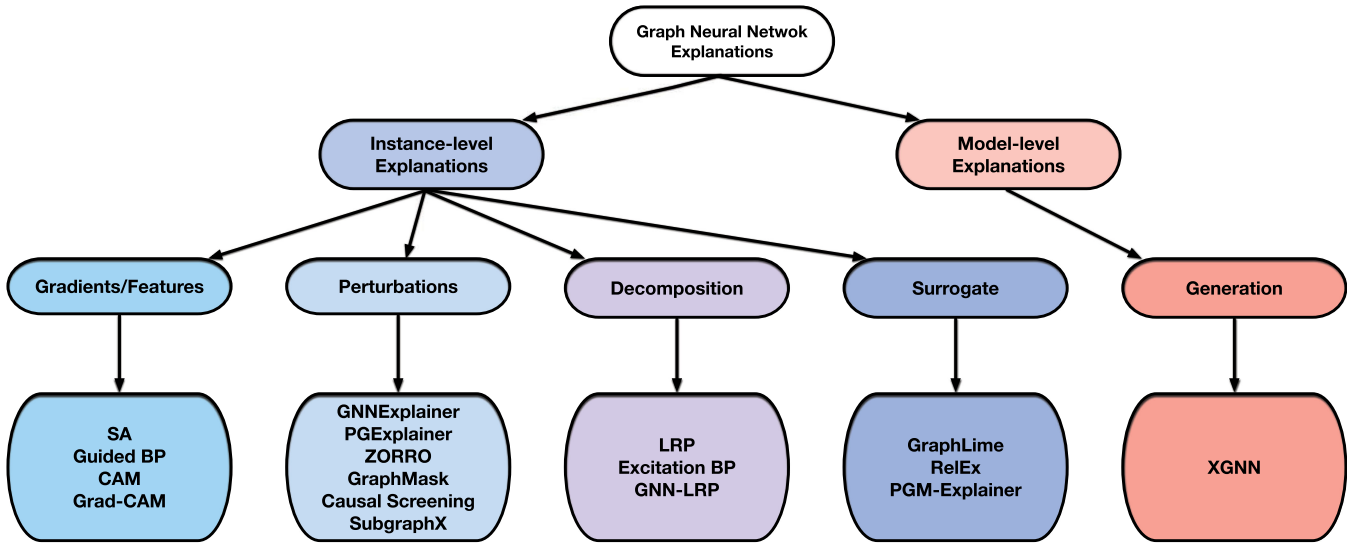 Graph Neural Netwok
Explanations
Instance-level
Explanations
Model-level
Explanations
Gradients/Features
Perturbations
Decomposition
Surrogate
Generation
SA
Guided BP
CAM
Grad-CAM
GNNExplainer
PGExplainer
ZORRO
GraphMask
Causal Screening
SubgraphX
LRP
Excitation BP
GNN-LRP
GraphLime
RelEx
PGM-Explainer
XGNN